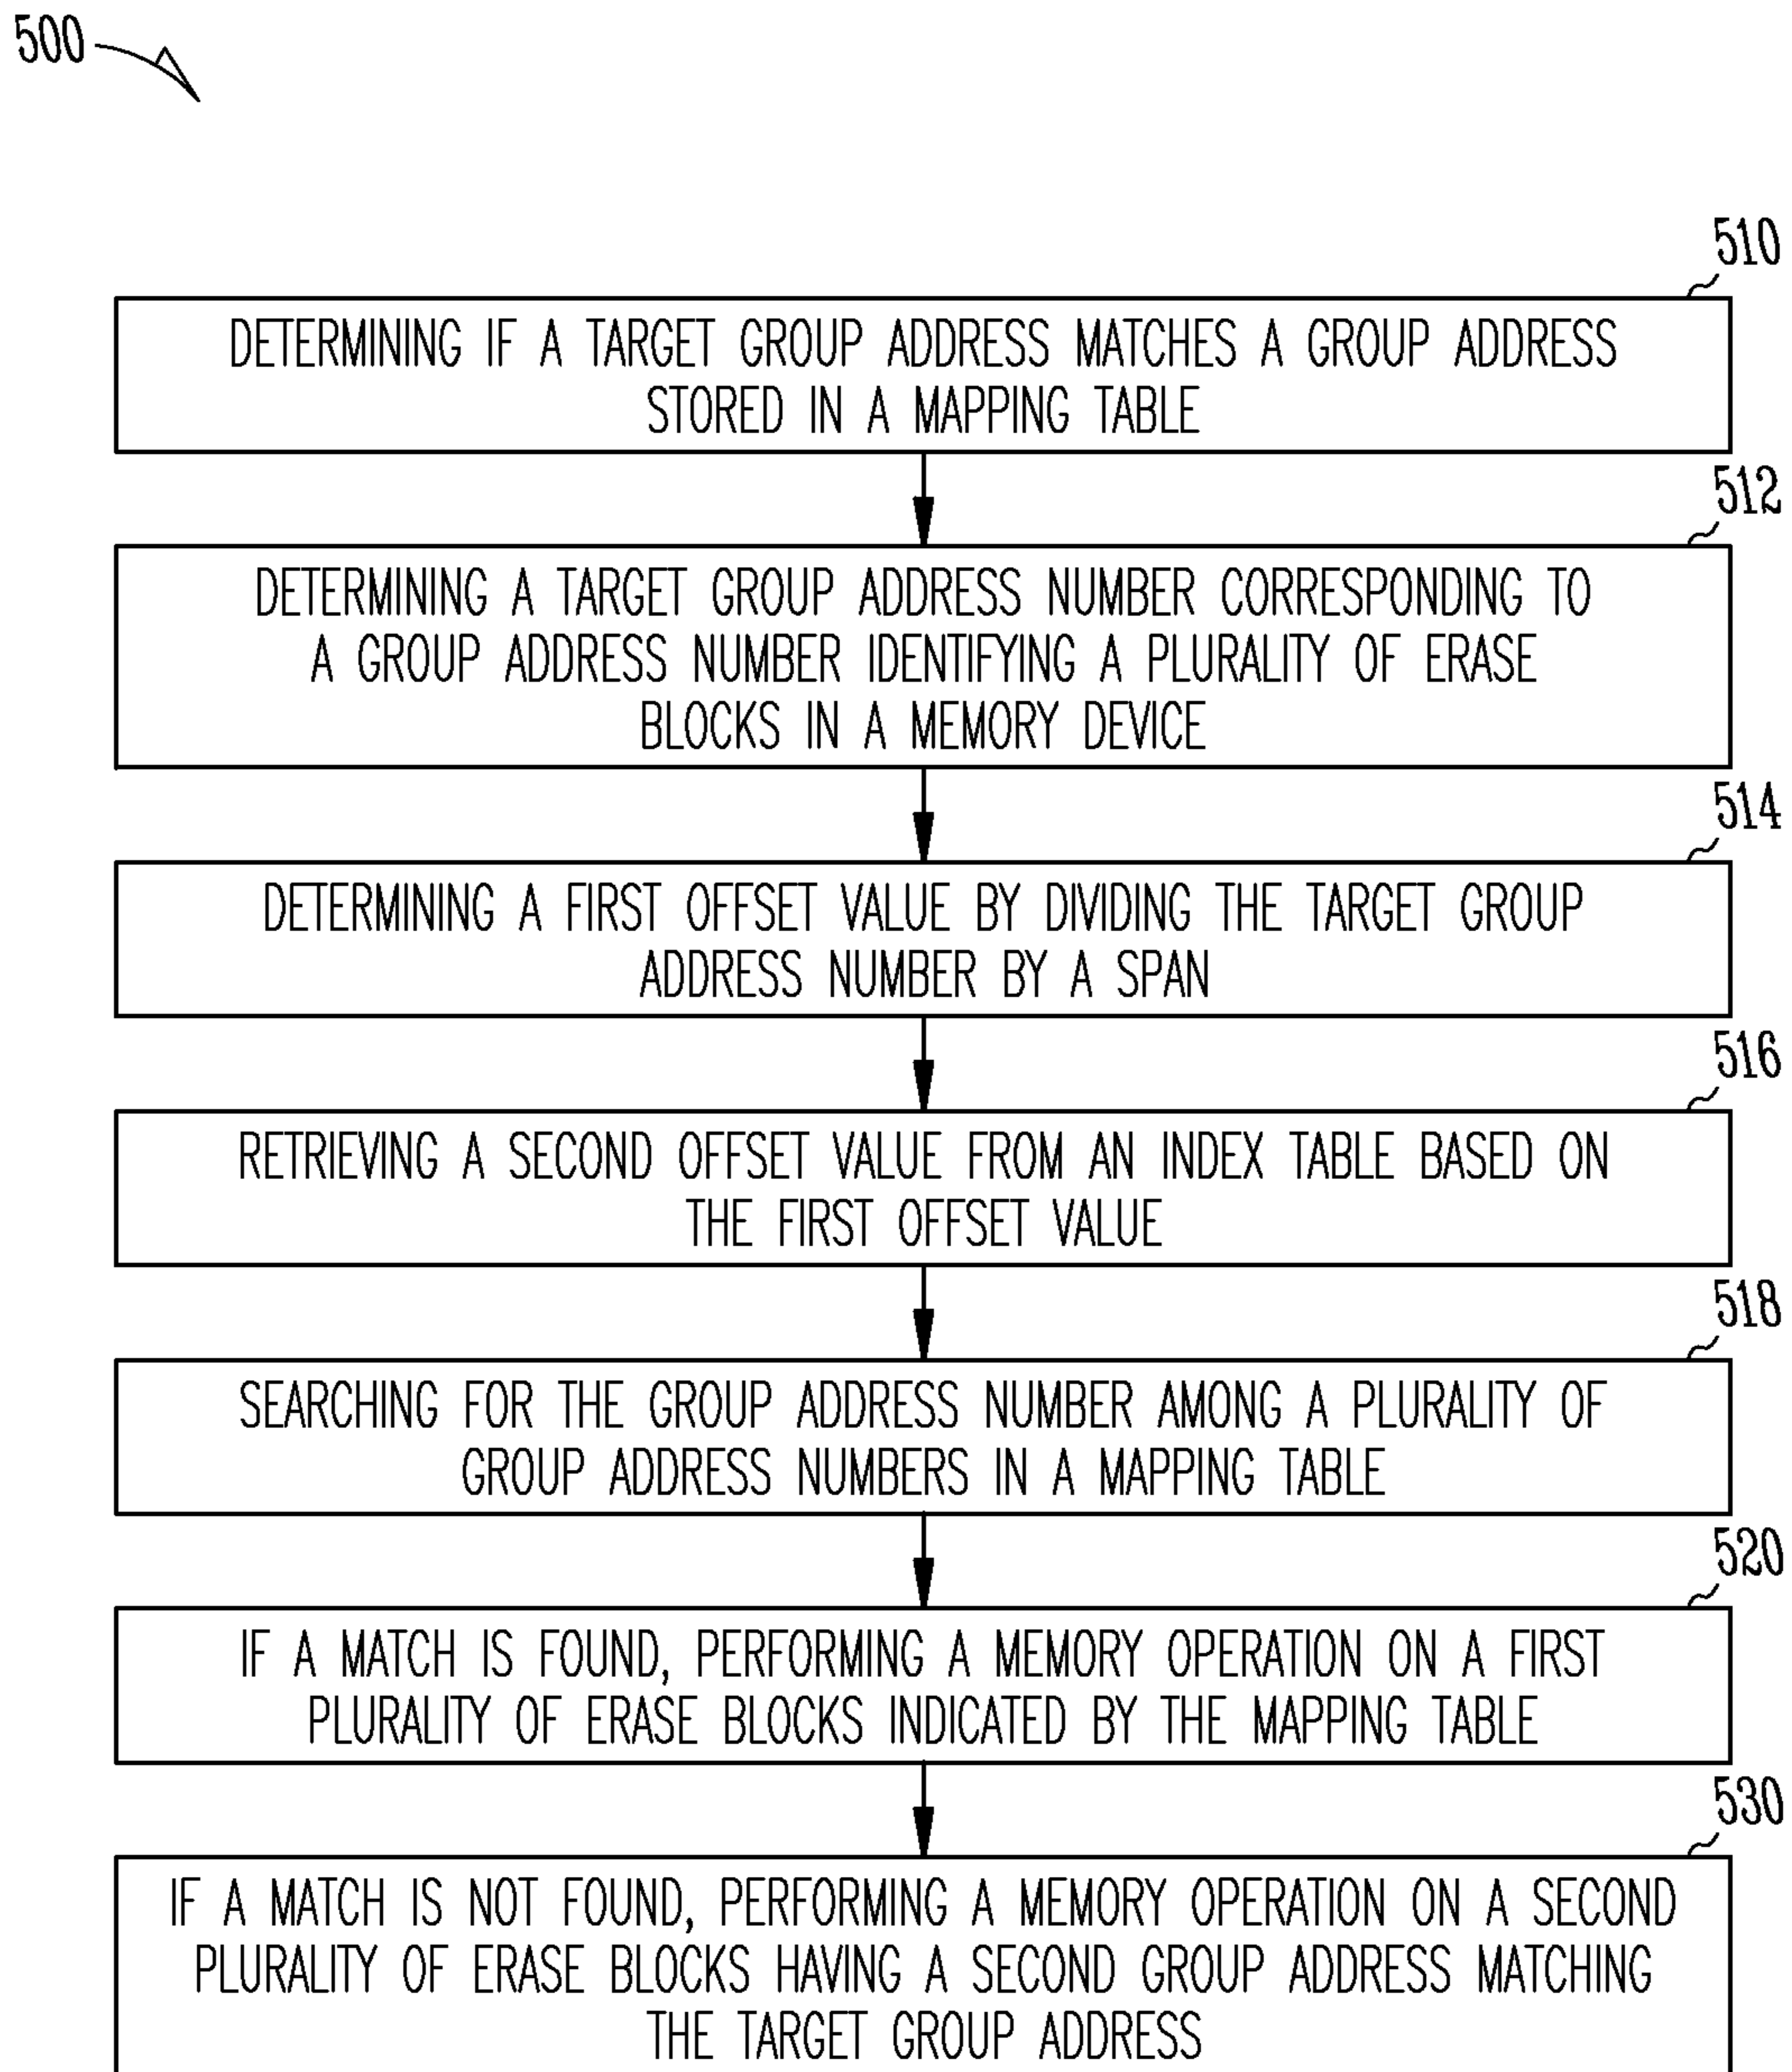 500
510
DETERMINING IF A TARGET GROUP ADDRESS MATCHES A GROUP ADDRESS
STORED IN A MAPPING TABLE
512
DETERMINING A TARGET GROUP ADDRESS NUMBER CORRESPONDING TO
A GROUP ADDRESS NUMBER IDENTIFYING A PLURALITY OF ERASE
BLOCKS IN A MEMORY DEVICE
514
DETERMINING A FIRST OFFSET VALUE BY DIVIDING THE TARGET GROUP
ADDRESS NUMBER BY A SPAN
516
RETRIEVING A SECOND OFFSET VALUE FROM AN INDEX TABLE BASED ON
THE FIRST OFFSET VALUE
518
SEARCHING FOR THE GROUP ADDRESS NUMBER AMONG A PLURALITY OF
GROUP ADDRESS NUMBERS IN A MAPPING TABLE
520
IF A MATCH IS FOUND, PERFORMING A MEMORY OPERATION ON A FIRST
PLURALITY OF ERASE BLOCKS INDICATED BY THE MAPPING TABLE
530
IF A MATCH IS NOT FOUND, PERFORMING A MEMORY OPERATION ON A SECOND
PLURALITY OF ERASE BLOCKS HAVING A SECOND GROUP ADDRESS MATCHING
THE TARGET GROUP ADDRESS